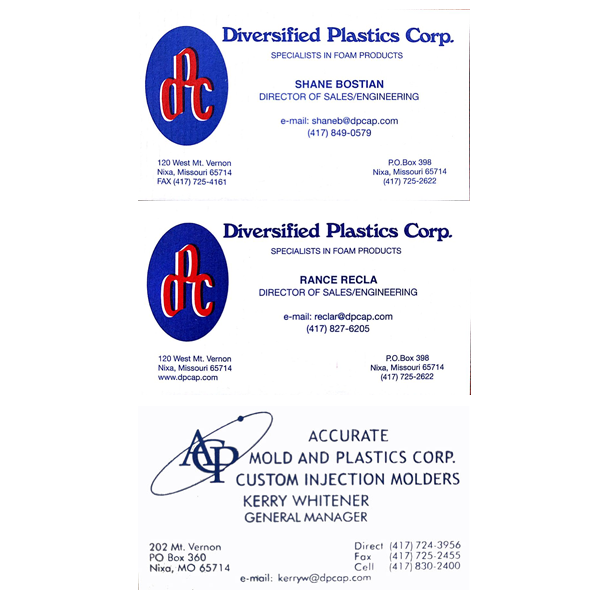 dpc
Diversified Plastics Corp.
SPECIALISTS IN FOAM PRODUCTS
SHANE BOSTIAN
DIRECTOR OF SALES/ENGINEERING
e-mail: shaneb@dpcap.com
(417) 849-0579
120 West Mt. Vernon
Nixa, Missouri 65714
FAX (417) 725-4161
P.O.Box 398
Nixa, Missouri 65714
(417) 725-2622
dpc
Diversified Plastics Corp.
SPECIALISTS IN FOAM PRODUCTS
RANCE RECLA
DIRECTOR OF SALES/ENGINEERING
e-mail: reclar@dpcap.com
(417) 827-6205
120 West Mt. Vernon
Nixa, Missouri 65714
www.dpcap.com
P.O.Box 398
Nixa, Missouri 65714
(417) 725-2622
ACP
ACCURATE
MOLD AND PLASTICS CORP.
CUSTOM INJECTION MOLDERS
KERRY WHITENER
GENERAL MANAGER
202 Mt. Vernon
PO Box 360
Nixa, MO 65714
Direct (417) 724-3956
Fax (417) 725-2455
Cell (417) 830-2400
e-mail: kerryw@dpcap.com